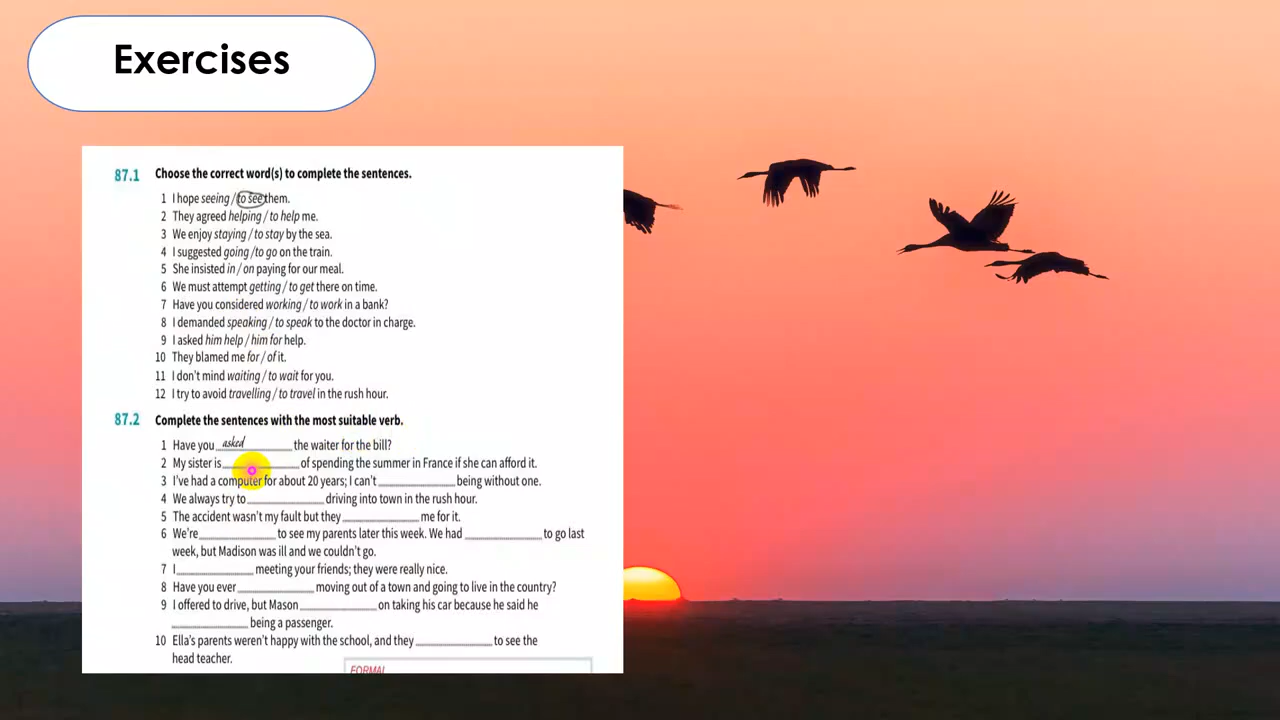 Exercises
87.1 Choose the correct word(s) to complete the sentences.
1 I hope seeing / to see them.
2 They agreed helping / to help me.
3 We enjoy staying / to stay by the sea.
4 I suggested going /to go on the train.
5 She insisted in / on paying for our meal.
6 We must attempt getting / to get there on time.
7 Have you considered working / to work in a bank?
8 I demanded speaking / to speak to the doctor in charge.
9 I asked him help / him for help.
10 They blamed me for / of it.
11 I don't mind waiting / to wait for you.
12 I try to avoid travelling / to travel in the rush hour.
87.2 Complete the sentences with the most suitable verb.
1 Have you asked the waiter for the bill?
2 My sister is of spending the summer in France if she can afford it.
3 I've had a computer for about 20 years; I can't being without one.
4 We always try to driving into town in the rush hour.
5 The accident wasn't my fault but they me for it.
6 We're to see my parents later this week. We had to go last
week, but Madison was ill and we couldn't go.
7 I meeting your friends; they were really nice.
8 Have you ever moving out of a town and going to live in the country?
9 I offered to drive, but Mason on taking his car because he said he
being a passenger.
10 Ella's parents weren't happy with the school, and they to see the
head teacher.
FORMAL